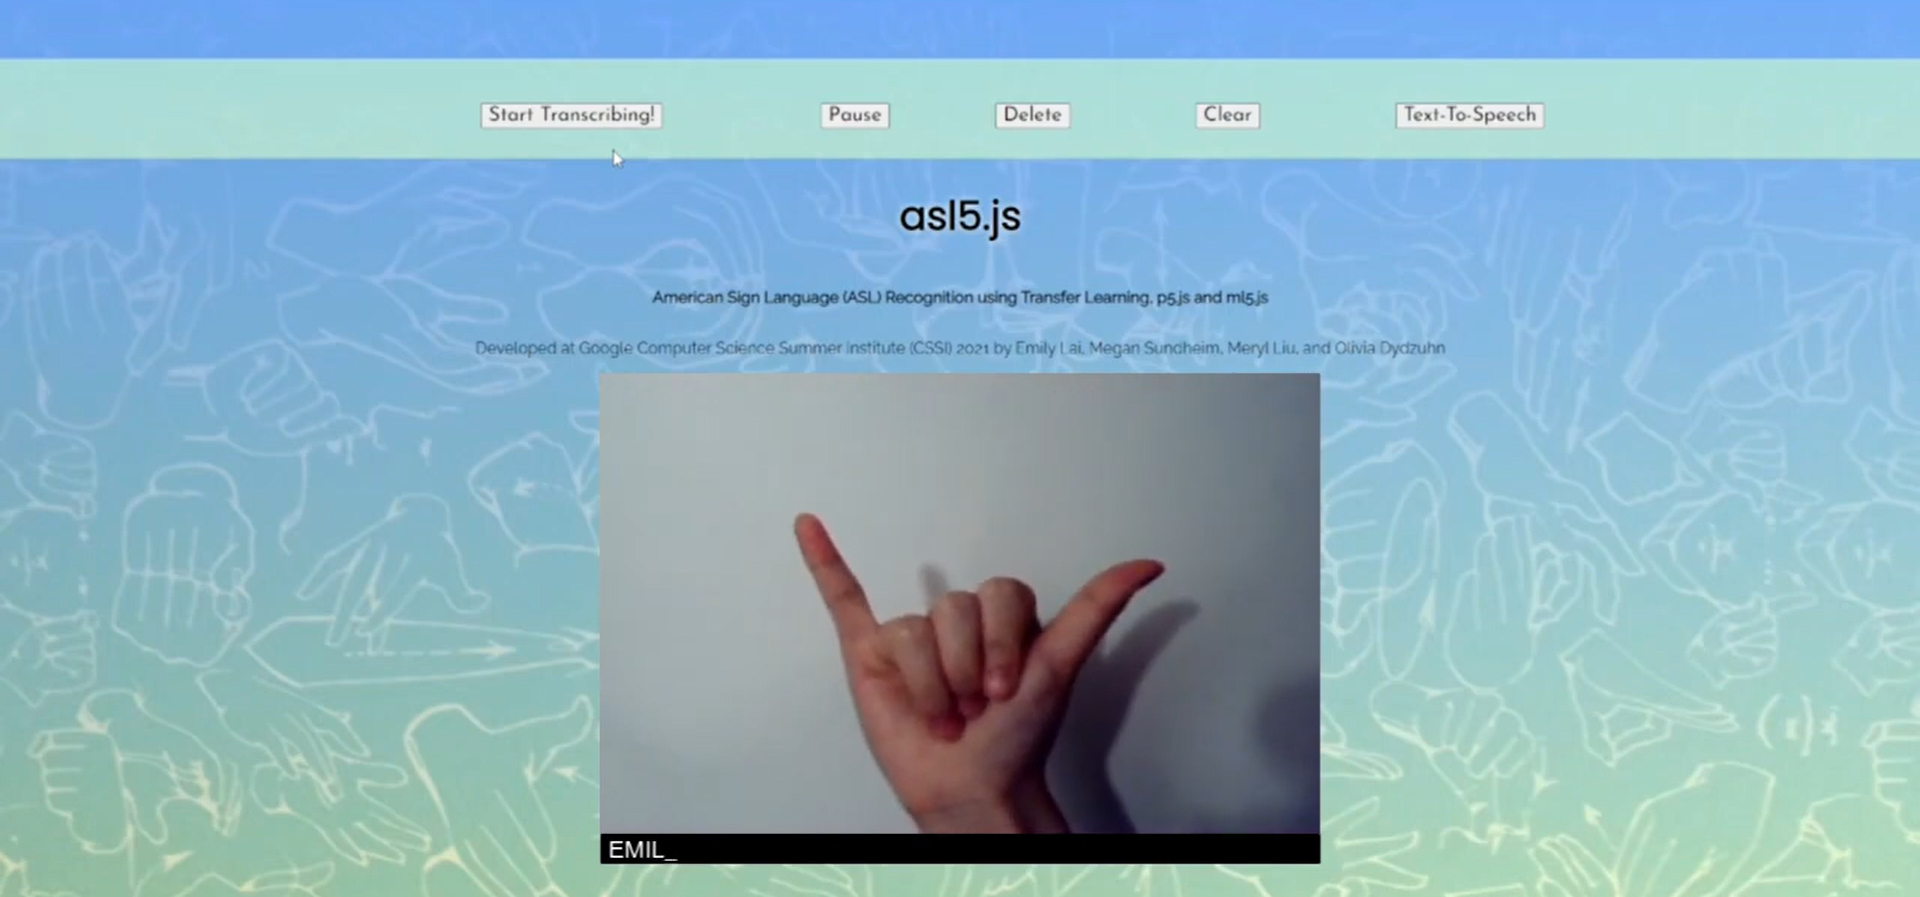 Start Transcribing! Pause Delete Clear Text-To-Speech
asl5.js
American Sign Language (ASL) Recognition using Transfer Learning, p5.js and ml5.js
Developed at Google Computer Science Summer Institute (CSSI) 2021 by Emily Lai, Megan Sundheim, Meryl Liu, and Olivia Dydzuhn
EMIL_